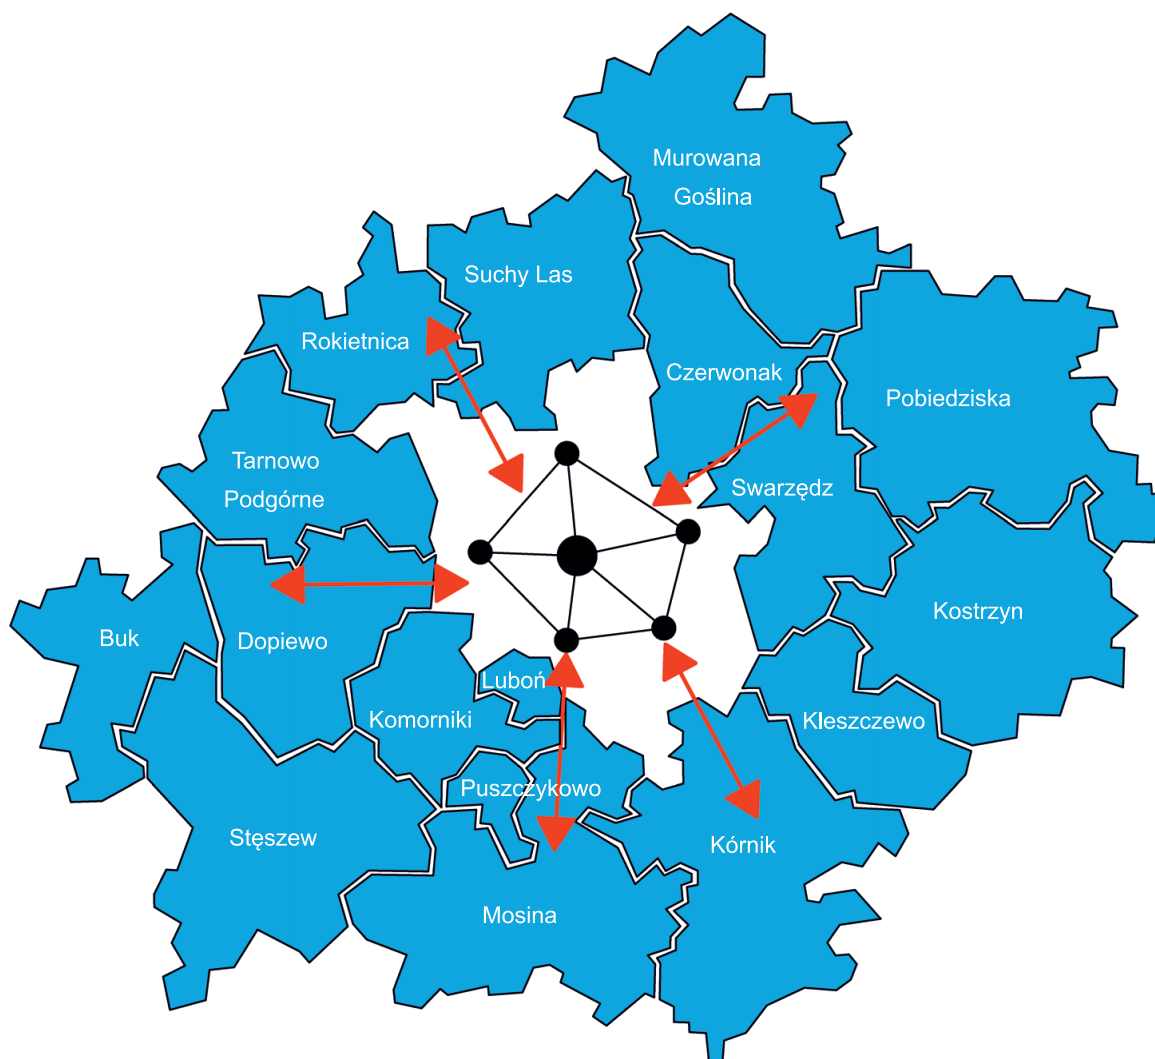 Murowana
Goślina
Suchy Las
Rokietnica
Czerwonak
Pobiedziska
Tarnowo
Podgórne
Swarzędz
Kostrzyn
Buk
Dopiewo
Luboń
Komorniki
Kleszczewo
Puszczykowo
Stęszew
Kórnik
Mosina